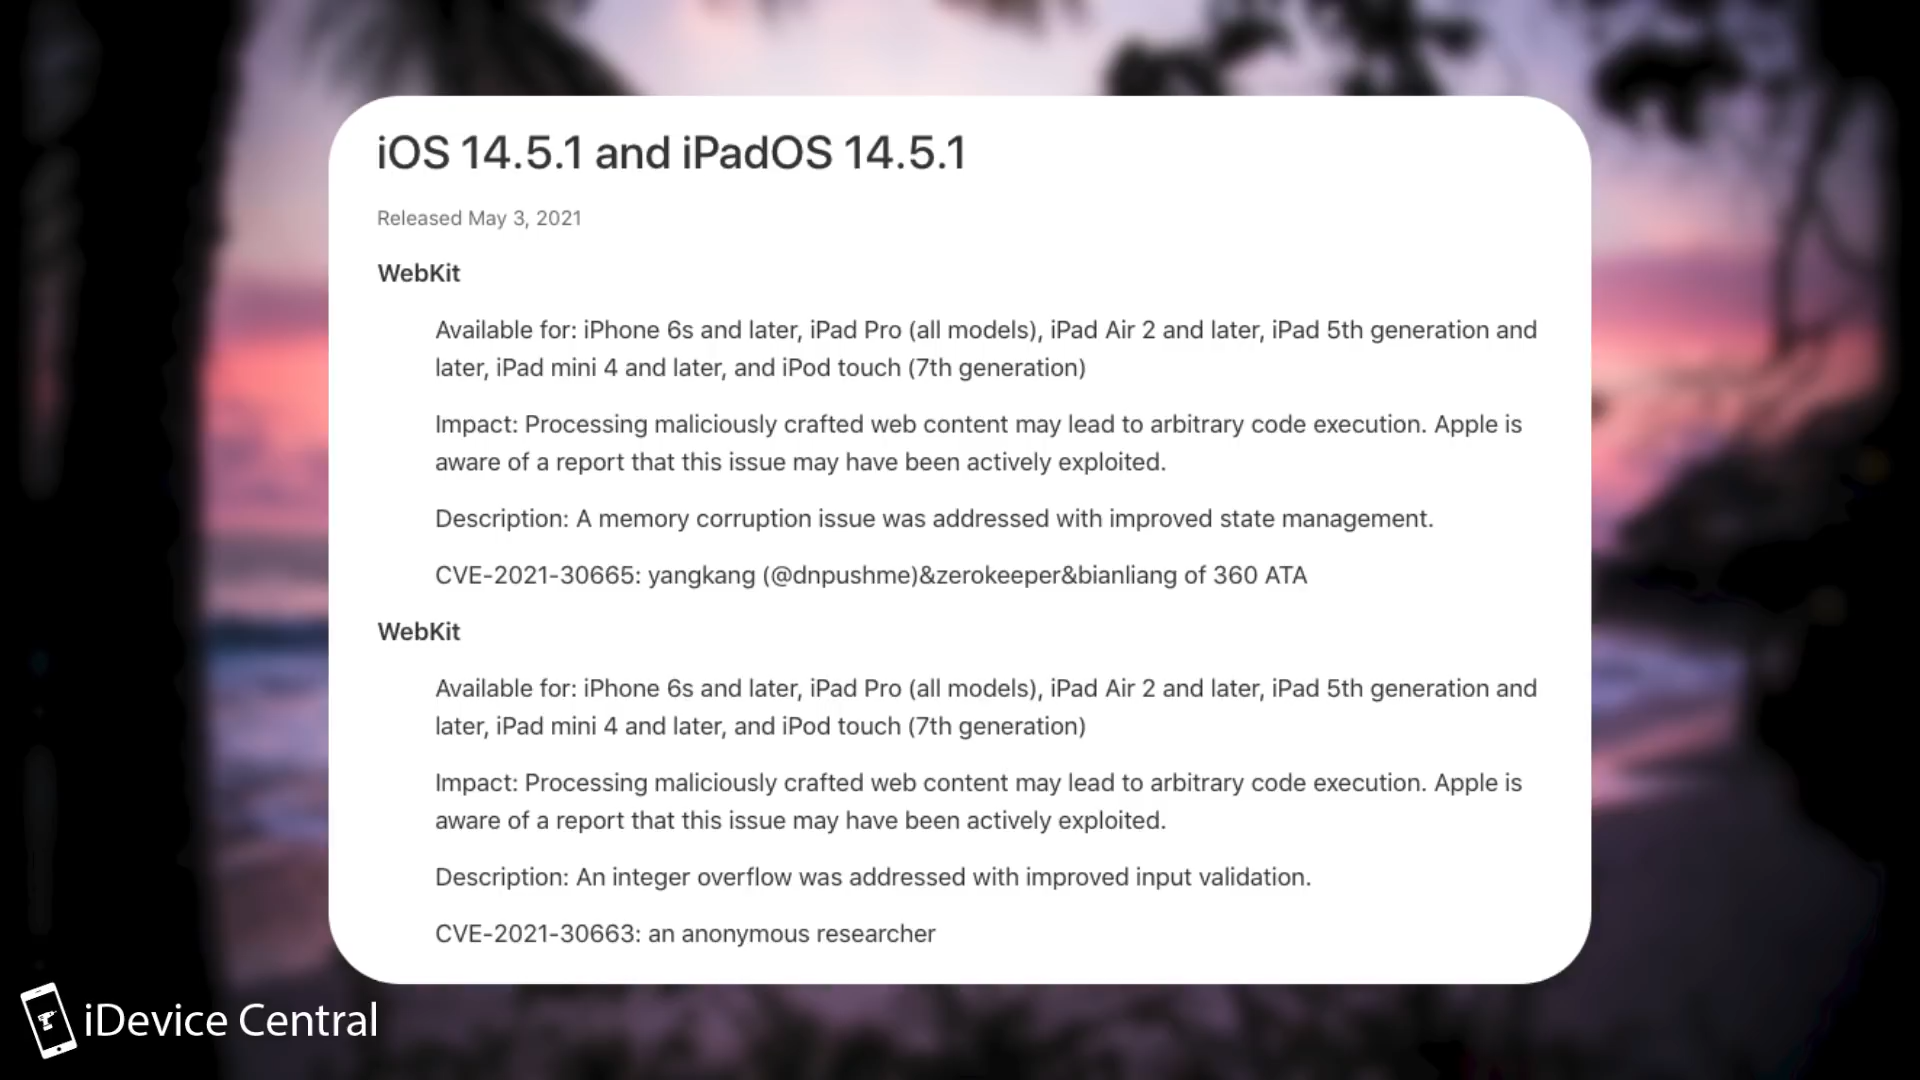 iOS 14.5.1 and iPadOS 14.5.1
Released May 3, 2021
WebKit
Available for: iPhone 6s and later, iPad Pro (all models), iPad Air 2 and later, iPad 5th generation and
later, iPad mini 4 and later, and iPod touch (7th generation)
Impact: Processing maliciously crafted web content may lead to arbitrary code execution. Apple is
aware of a report that this issue may have been actively exploited.
Description: A memory corruption issue was addressed with improved state management.
CVE-2021-30665: yangkang (@dnpushme)&zerokeeper&bianliang of 360 ATA
WebKit
Available for: iPhone 6s and later, iPad Pro (all models), iPad Air 2 and later, iPad 5th generation and
later, iPad mini 4 and later, and iPod touch (7th generation)
Impact: Processing maliciously crafted web content may lead to arbitrary code execution. Apple is
aware of a report that this issue may have been actively exploited.
Description: An integer overflow was addressed with improved input validation.
CVE-2021-30663: an anonymous researcher
iDevice Central